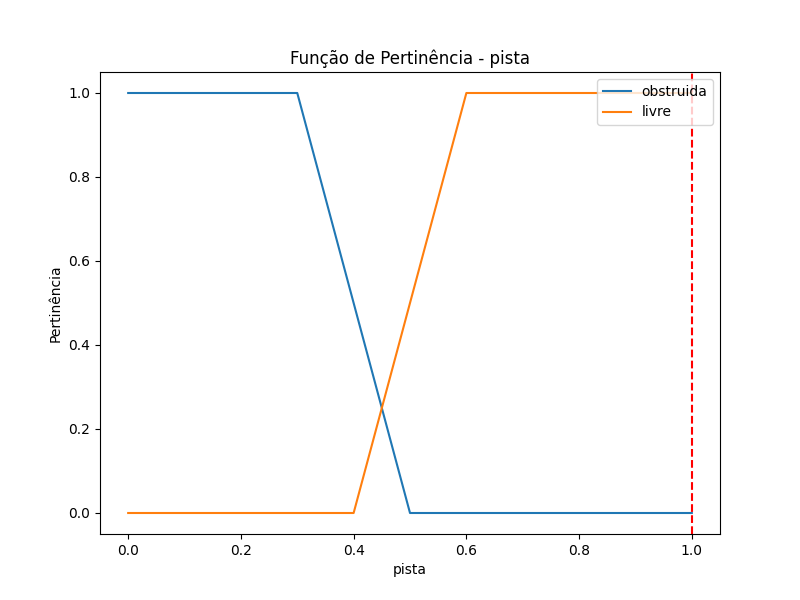 Função de Pertinência - pista
obstruida
livre
1.0
0.8
0.6
0.4
0.2
0.0
Pertinência
0.0 0.2 0.4 0.6 0.8 1.0
pista